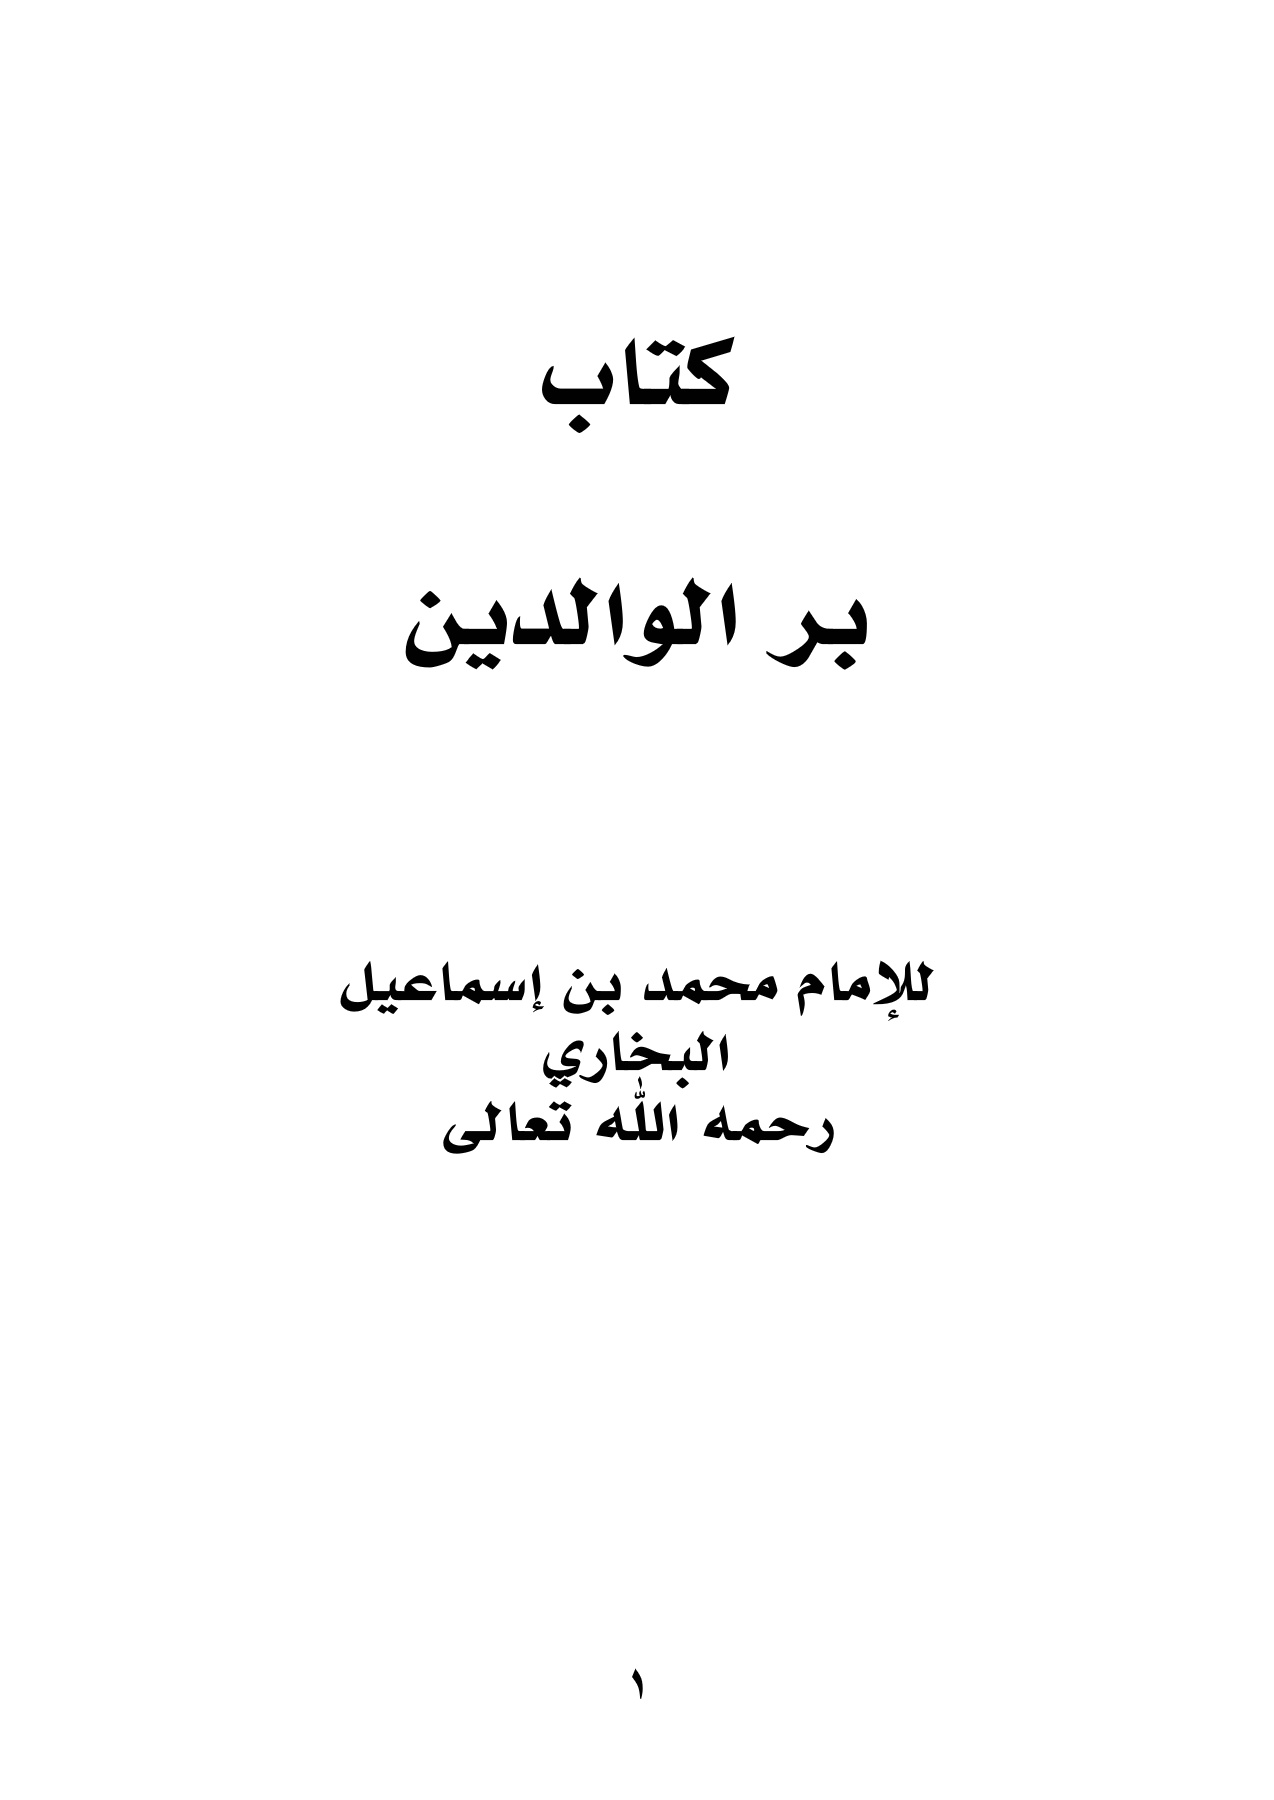 كتاب
بر الوالدين
للإمام محمد بن إسماعيل
البخاري
رحمه الله تعالى
١